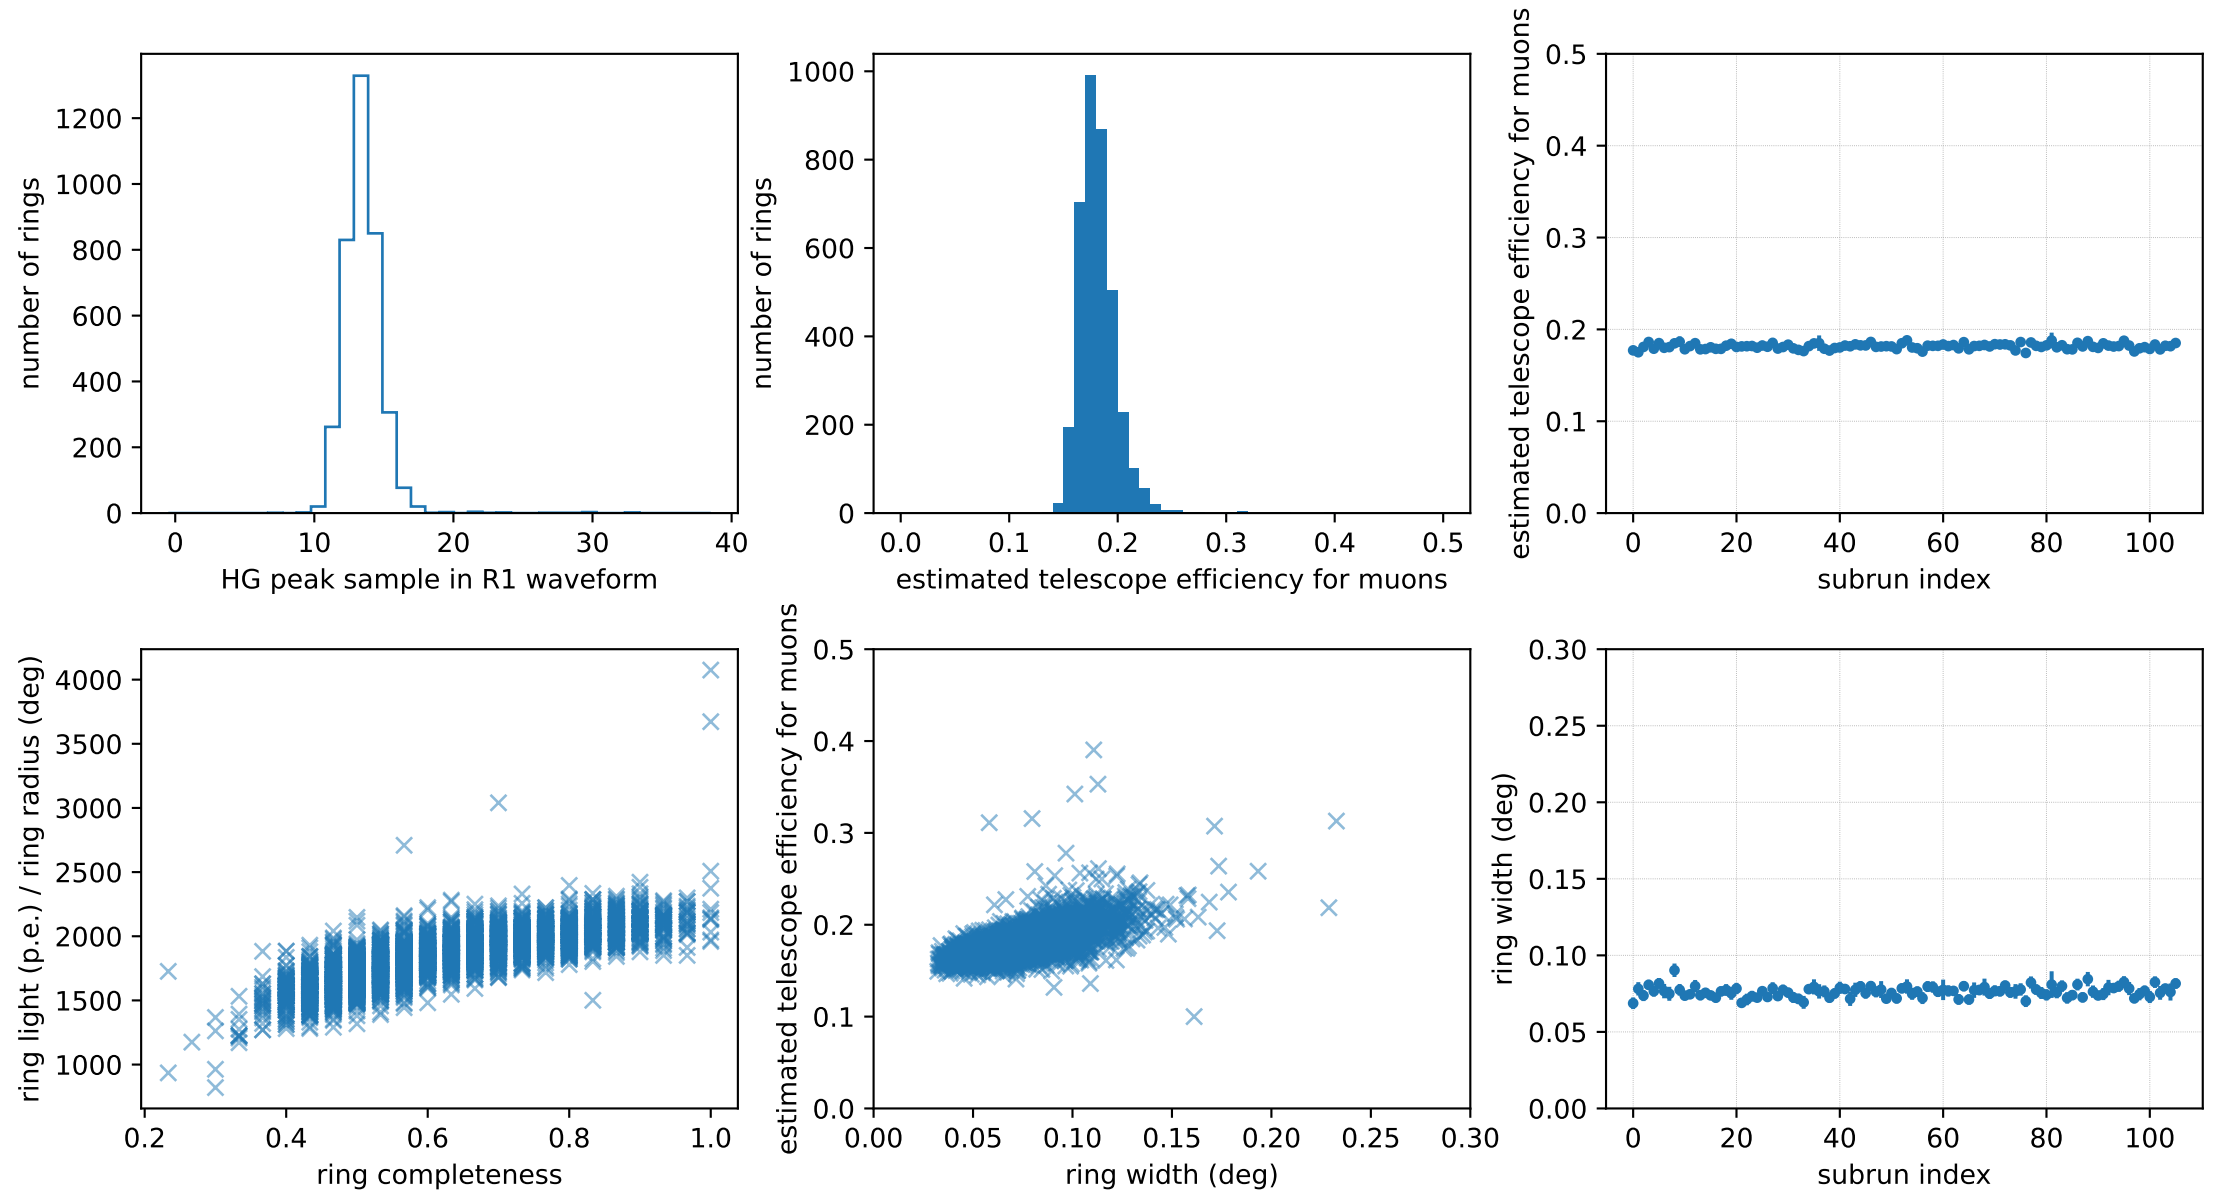 number of rings
1200
1000
800
600
400
200
0
0 10 20 30 40
HG peak sample in R1 waveform
number of rings
1000
800
600
400
200
0
0.0 0.1 0.2 0.3 0.4 0.5
estimated telescope efficiency for muons
estimated telescope efficiency for muons
0.5
0.4
0.3
0.2
0.1
0.0
0 20 40 60 80 100
subrun index
ring light (p.e.) / ring radius (deg)
4000
3500
3000
2500
2000
1500
1000
0.2 0.4 0.6 0.8 1.0
ring completeness
estimated telescope efficiency for muons
0.5
0.4
0.3
0.2
0.1
0.0
0.00 0.05 0.10 0.15 0.20 0.25 0.30
ring width (deg)
ring width (deg)
0.30
0.25
0.20
0.15
0.10
0.05
0.00
0 20 40 60 80 100
subrun index